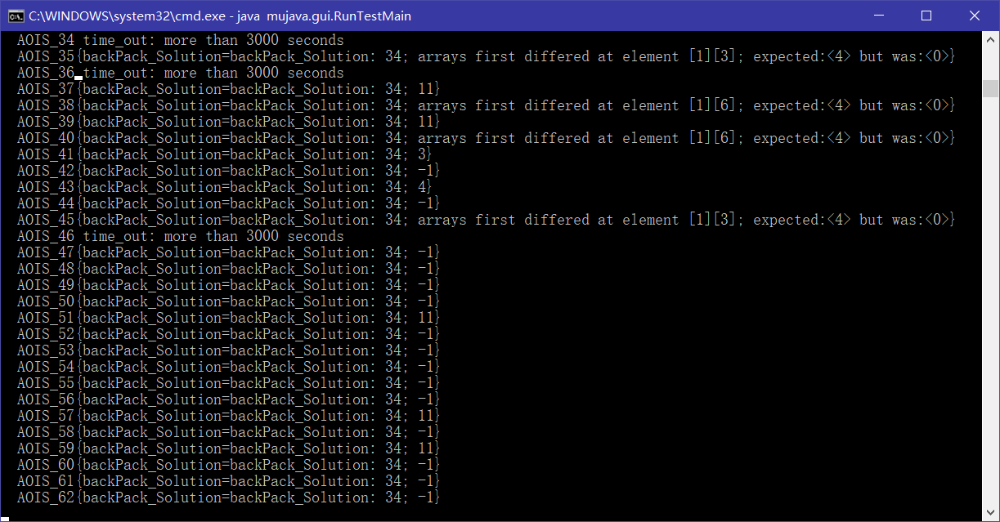 C:\WINDOWS\system32\cmd.exe - java  mujava.gui.RunTestMain
AOIS_34 time_out: more than 3000 seconds
AOIS_35{backPack_Solution=backPack_Solution: 34; arrays first differed at element [1][3]; expected:<4> but was:<0>}
AOIS_36 time_out: more than 3000 seconds
AOIS_37{backPack_Solution=backPack_Solution: 34; 11}
AOIS_38{backPack_Solution=backPack_Solution: 34; arrays first differed at element [1][6]; expected:<4> but was:<0>}
AOIS_39{backPack_Solution=backPack_Solution: 34; 11}
AOIS_40{backPack_Solution=backPack_Solution: 34; arrays first differed at element [1][6]; expected:<4> but was:<0>}
AOIS_41{backPack_Solution=backPack_Solution: 34; 3}
AOIS_42{backPack_Solution=backPack_Solution: 34; -1}
AOIS_43{backPack_Solution=backPack_Solution: 34; 4}
AOIS_44{backPack_Solution=backPack_Solution: 34; -1}
AOIS_45{backPack_Solution=backPack_Solution: 34; arrays first differed at element [1][3]; expected:<4> but was:<0>}
AOIS_46 time_out: more than 3000 seconds
AOIS_47{backPack_Solution=backPack_Solution: 34; -1}
AOIS_48{backPack_Solution=backPack_Solution: 34; -1}
AOIS_49{backPack_Solution=backPack_Solution: 34; -1}
AOIS_50{backPack_Solution=backPack_Solution: 34; -1}
AOIS_51{backPack_Solution=backPack_Solution: 34; 11}
AOIS_52{backPack_Solution=backPack_Solution: 34; -1}
AOIS_53{backPack_Solution=backPack_Solution: 34; -1}
AOIS_54{backPack_Solution=backPack_Solution: 34; -1}
AOIS_55{backPack_Solution=backPack_Solution: 34; -1}
AOIS_56{backPack_Solution=backPack_Solution: 34; -1}
AOIS_57{backPack_Solution=backPack_Solution: 34; 11}
AOIS_58{backPack_Solution=backPack_Solution: 34; -1}
AOIS_59{backPack_Solution=backPack_Solution: 34; 11}
AOIS_60{backPack_Solution=backPack_Solution: 34; -1}
AOIS_61{backPack_Solution=backPack_Solution: 34; -1}
AOIS_62{backPack_Solution=backPack_Solution: 34; -1}